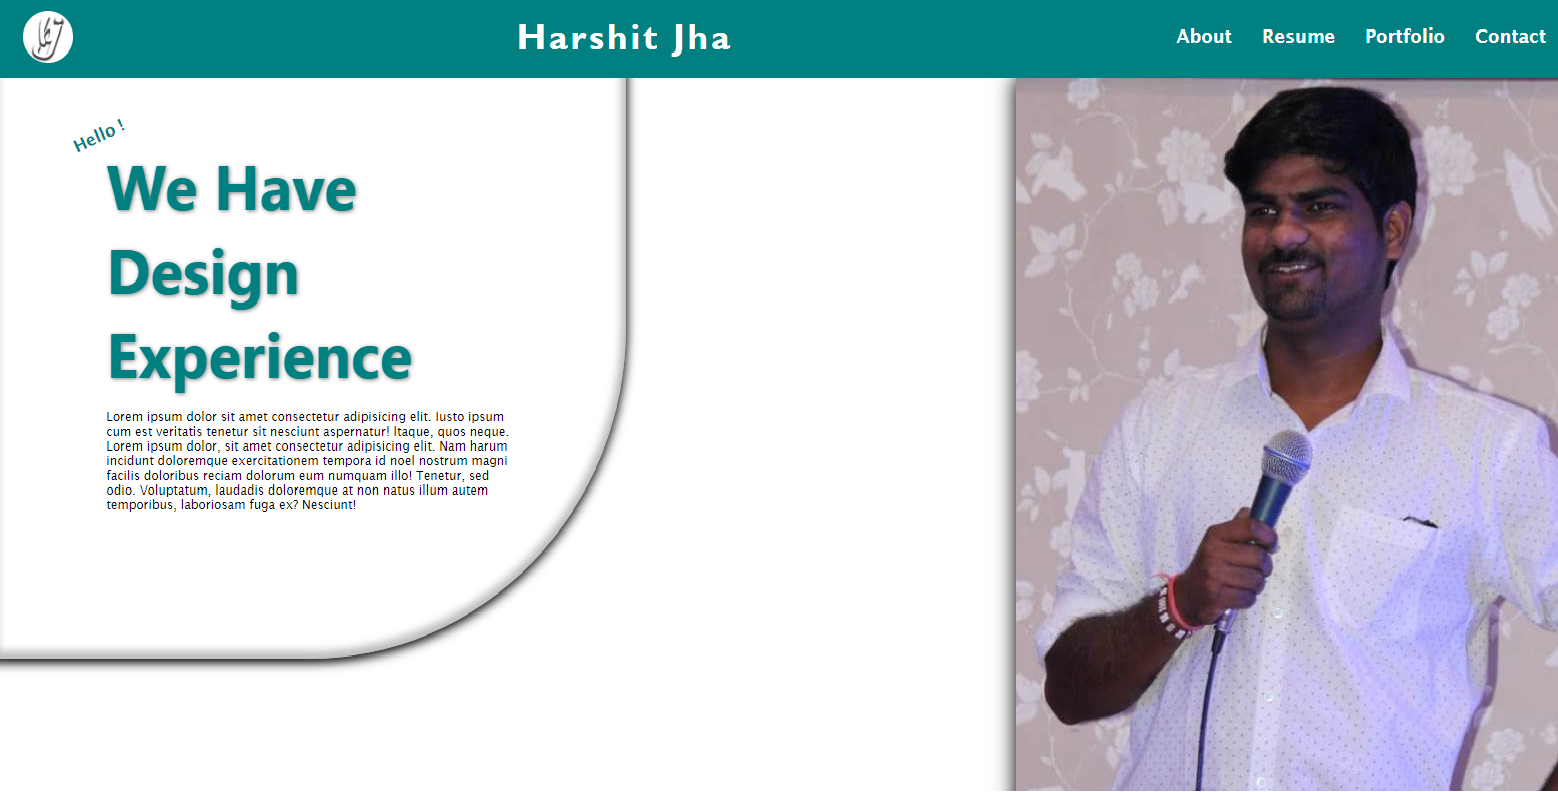 Harshit Jha
About Resume Portfolio Contact
Hello !
We Have
Design
Experience
Lorem ipsum dolor sit amet consectetur adipisicing elit. Iusto ipsum
cum est veritatis tenetur sit nesciunt aspernatur! Itaque, quos neque.
Lorem ipsum dolor, sit amet consectetur adipisicing elit. Nam harum
incidunt doloremque exercitationem tempora id noel nostrum magni
facilis doloribus reciam dolorum eum numquam illo! Tenetur, sed
odio. Voluptatum, laudadis doloremque at non natus illum autem
temporibus, laboriosam fuga ex? Nesciunt!